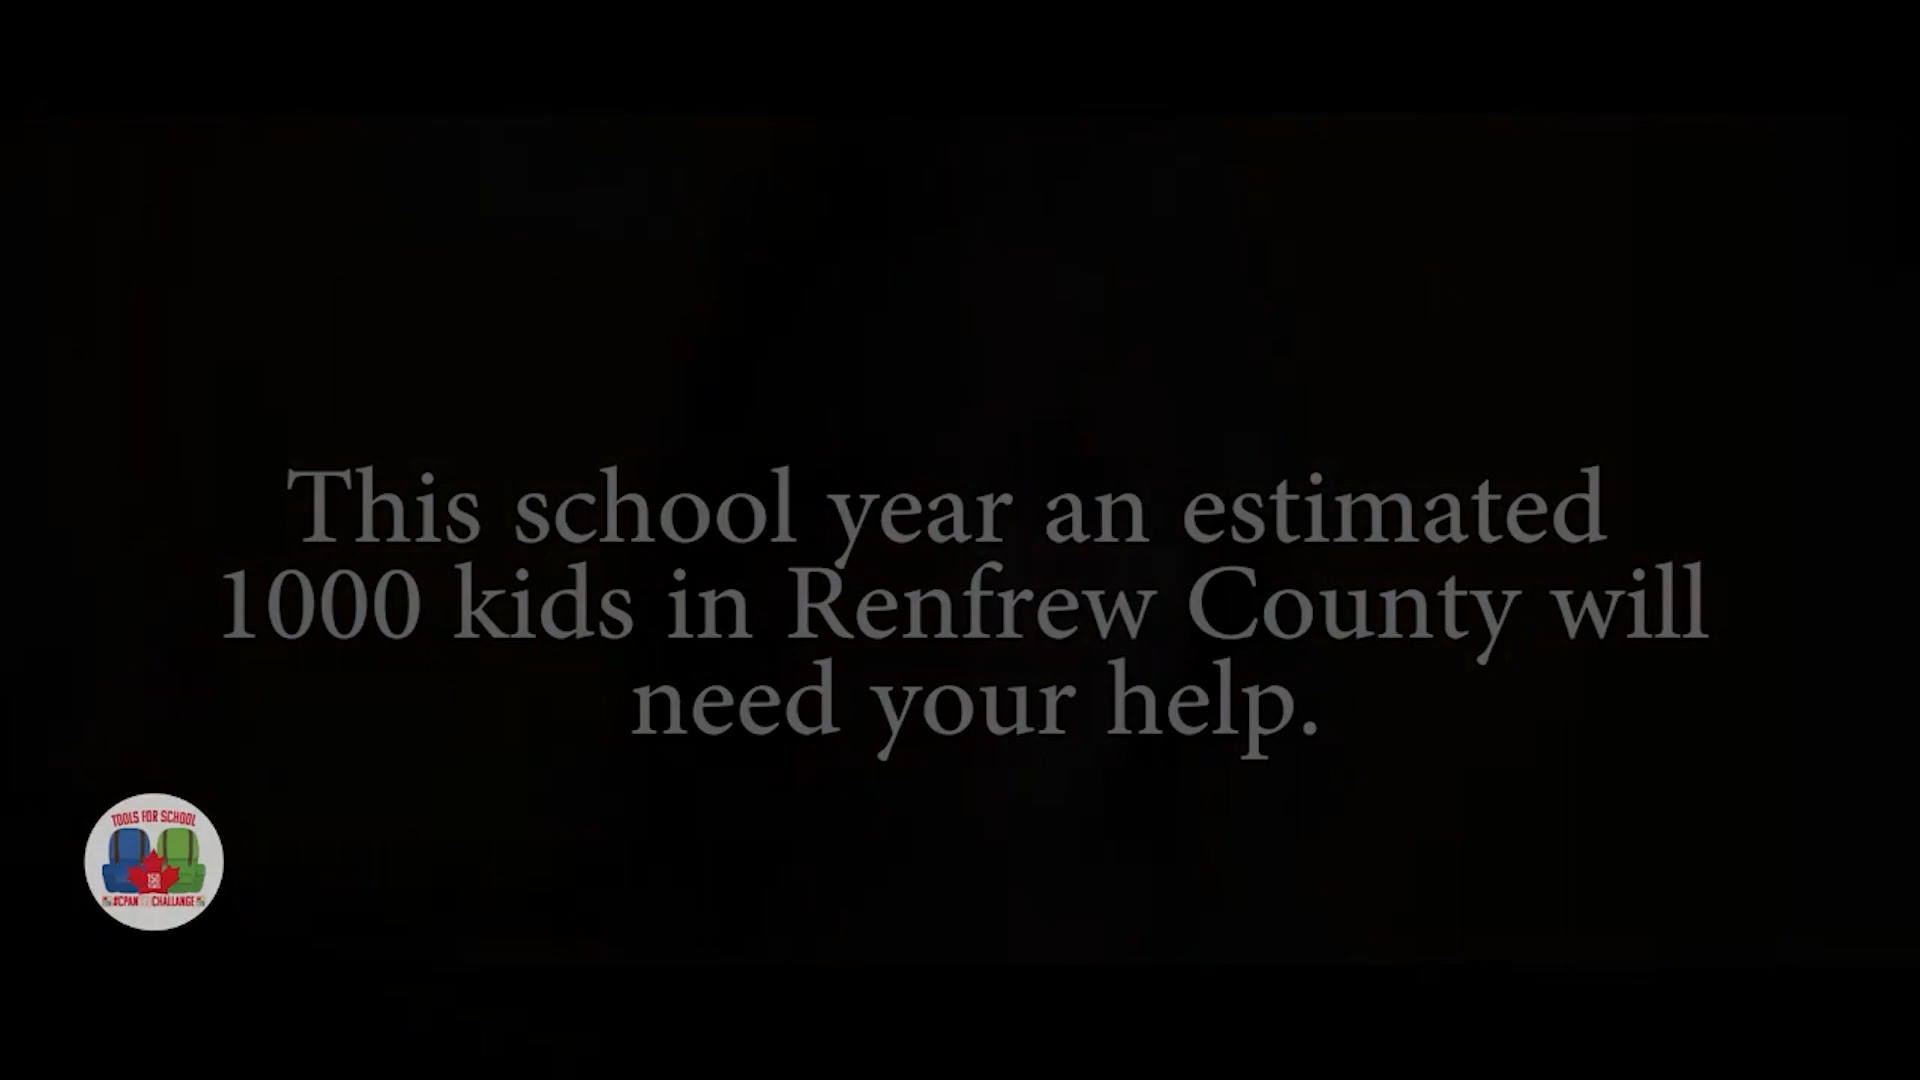 This school year an estimated
1000 kids in Renfrew County will
need your help.
TOOLS FOR SCHOOL
150
#CPAN CHALLANGE